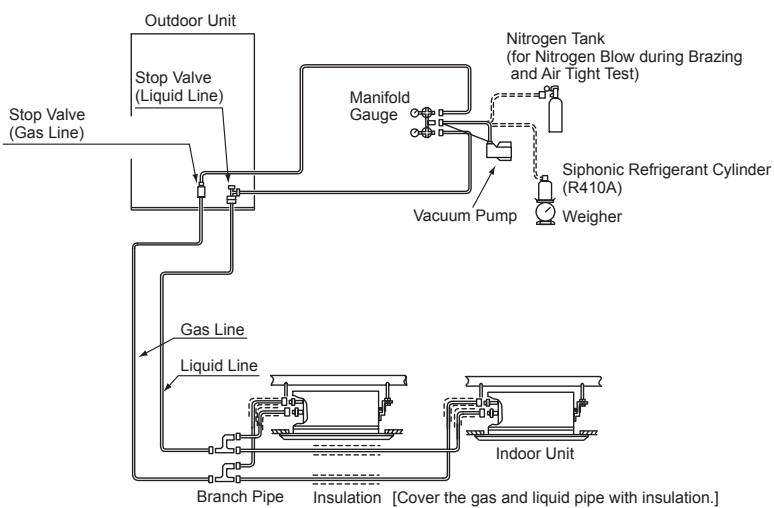 Outdoor Unit
Stop Valve
(Liquid Line)
Stop Valve
(Gas Line)
Manifold
Gauge
Nitrogen Tank
(for Nitrogen Blow during Brazing
and Air Tight Test)
Siphonic Refrigerant Cylinder
(R410A)
Vacuum Pump
Weigher
Gas Line
Liquid Line
Indoor Unit
Branch Pipe
Insulation [Cover the gas and liquid pipe with insulation.]